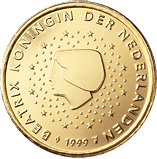 BEATRIX KONINGIN DER NEDERLANDEN
1999